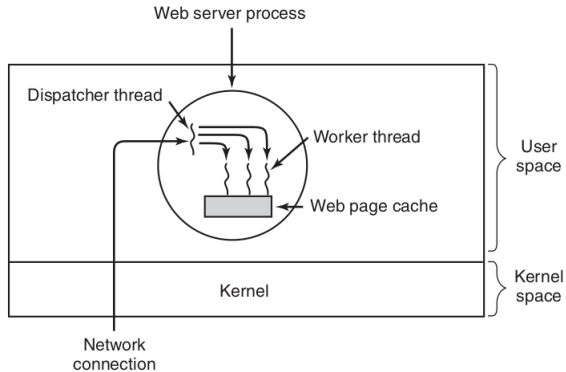 Web server process
Dispatcher thread
Worker thread
User
space
Web page cache
Kernel
Kernel
space
Network
connection